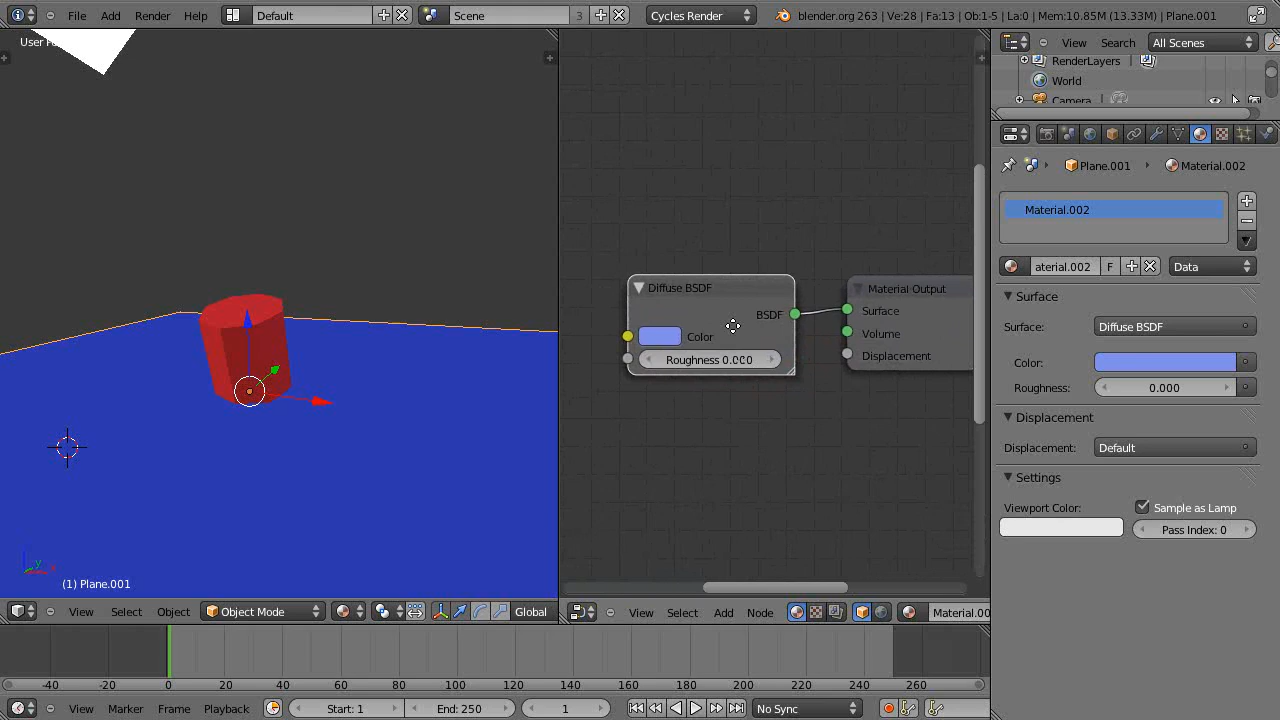 File Add Render Help Default Scene 3 Cycles Render blender.org 263 | Ve:28 | Fa:13 | Ob:1-5 | La:0 | Mem:10.85M (13.33M) | Plane.001
User
View Search All Scenes
RenderLayers
World
Camera
Plane.001 Material.002
Material.002
aterial.002 F Data
Surface
Surface: Diffuse BSDF
Color:
Roughness: 0.000
Displacement
Displacement: Default
Settings
Viewport Color: Sample as Lamp
Pass Index: 0
Diffuse BSDF
BSDF
Color
Roughness 0.000
Material Output
Surface
Volume
Displacement
z y x
(1) Plane.001
View Select Object Object Mode Global
View Select Add Node Material.00
-40 -20 0 20 40 60 80 100 120 140 160 180 200 220 240 260
View Marker Frame Playback Start: 1 End: 250 1 No Sync